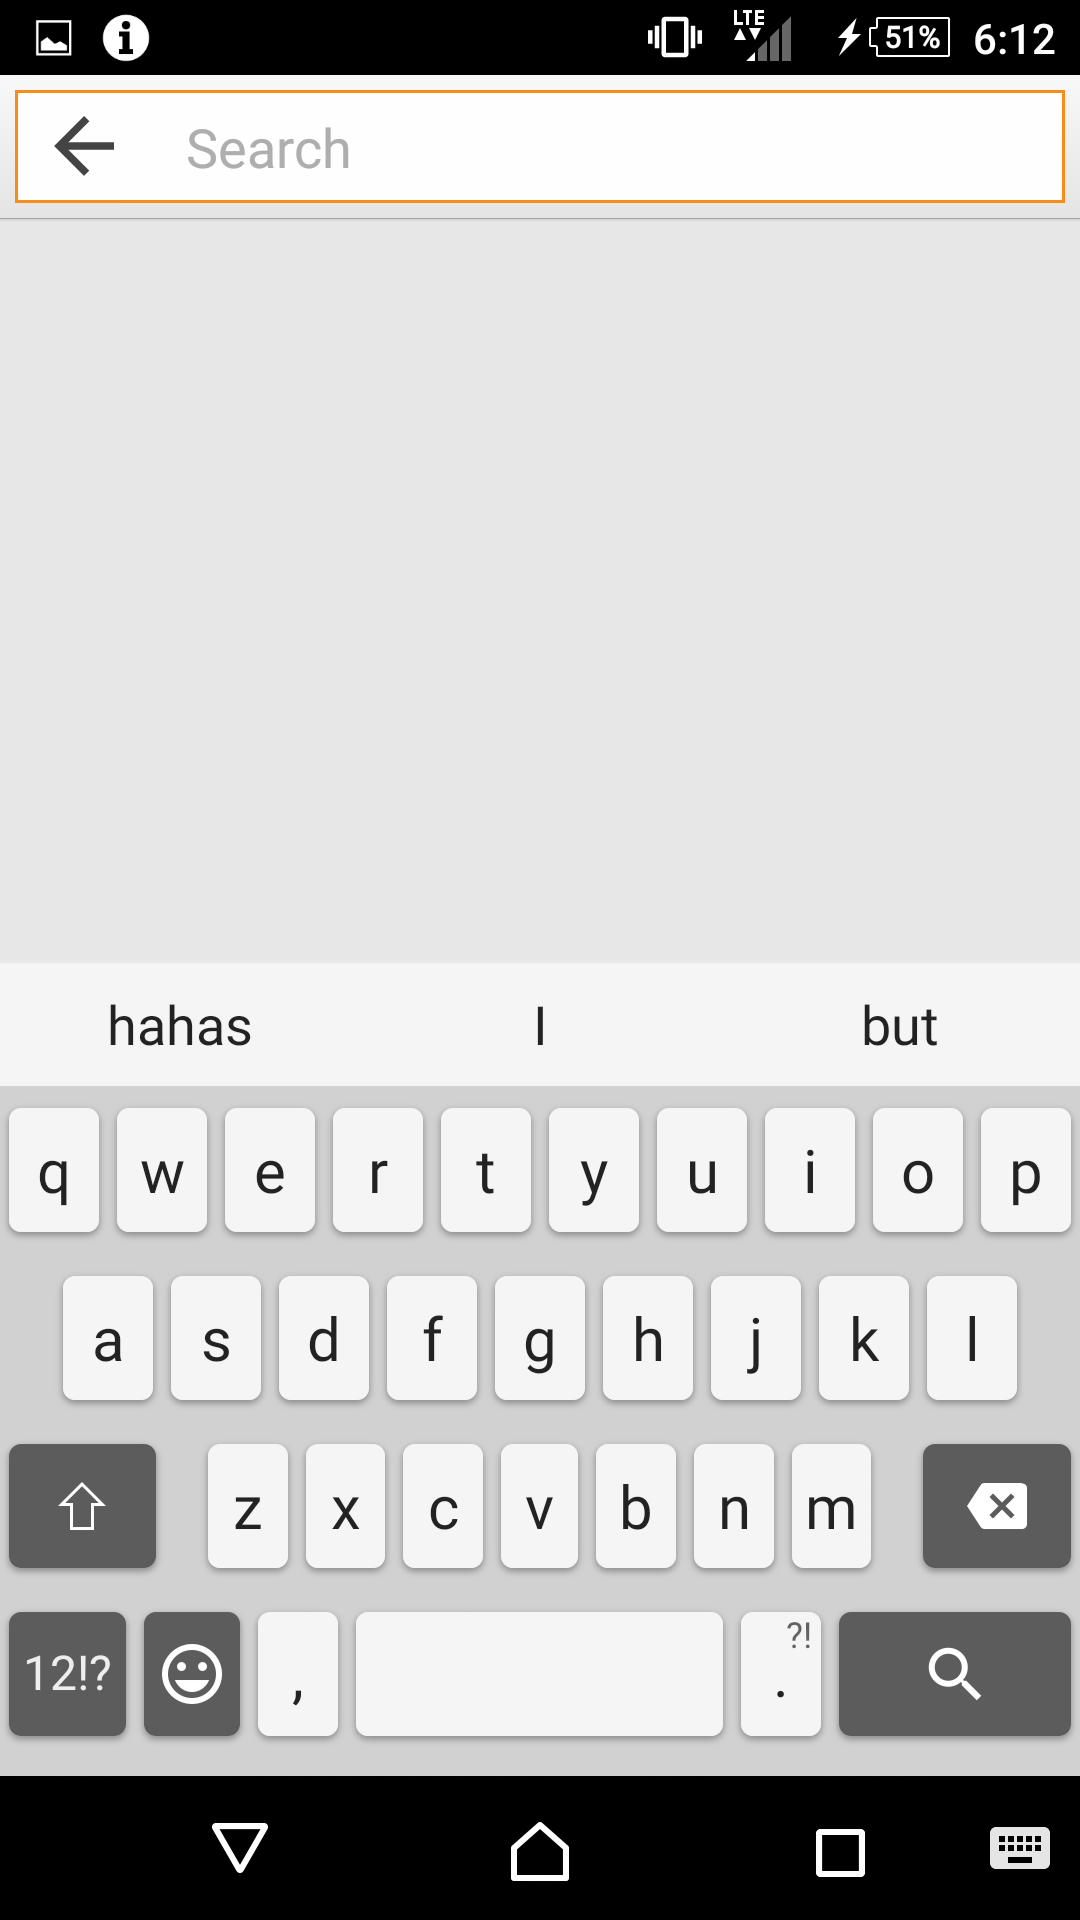 LTE 51% 6:12
Search
hahas I but
q w e r t y u i o p
a s d f g h j k l
z x c v b n m
12!? , . ?!